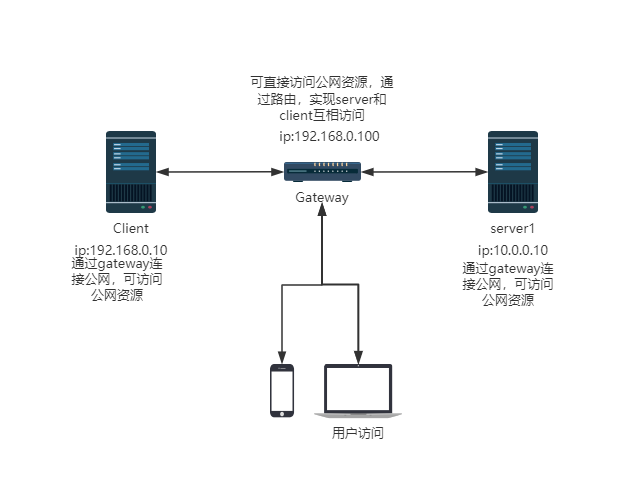 可直接访问公网资源，通
过路由，实现server和
client互相访问
ip:192.168.0.100
Gateway
Client
ip:192.168.0.10
通过gateway连
接公网，可访问
公网资源
server1
ip:10.0.0.10
通过gateway连
接公网，可访问
公网资源
用户访问